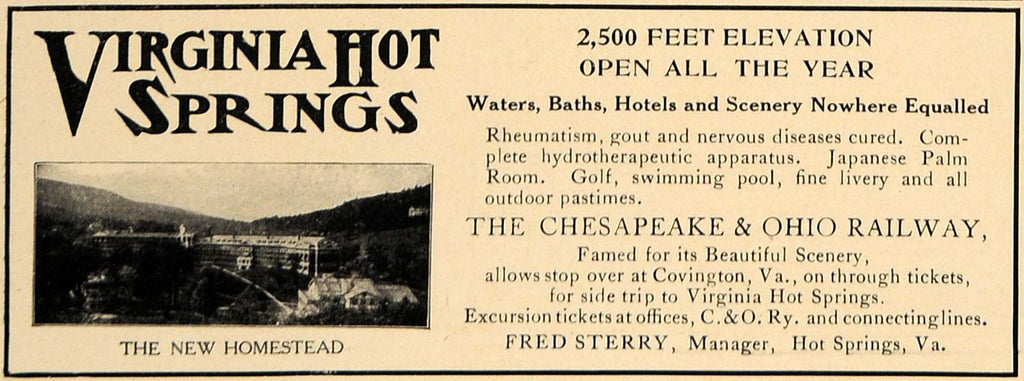 VIRGINIA HOT
SPRINGS
THE NEW HOMESTEAD
2,500 FEET ELEVATION
OPEN ALL THE YEAR
Waters, Baths, Hotels and Scenery Nowhere Equalled
Rheumatism, gout and nervous diseases cured. Com-
plete hydrotherapeutic apparatus. Japanese Palm
Room. Golf, swimming pool, fine livery and all
outdoor pastimes.
THE CHESAPEAKE & OHIO RAILWAY,
Famed for its Beautiful Scenery,
allows stop over at Covington, Va., on through tickets,
for side trip to Virginia Hot Springs.
Excursion tickets at offices, C. & O. Ry. and connecting lines.
FRED STERRY, Manager, Hot Springs, Va.